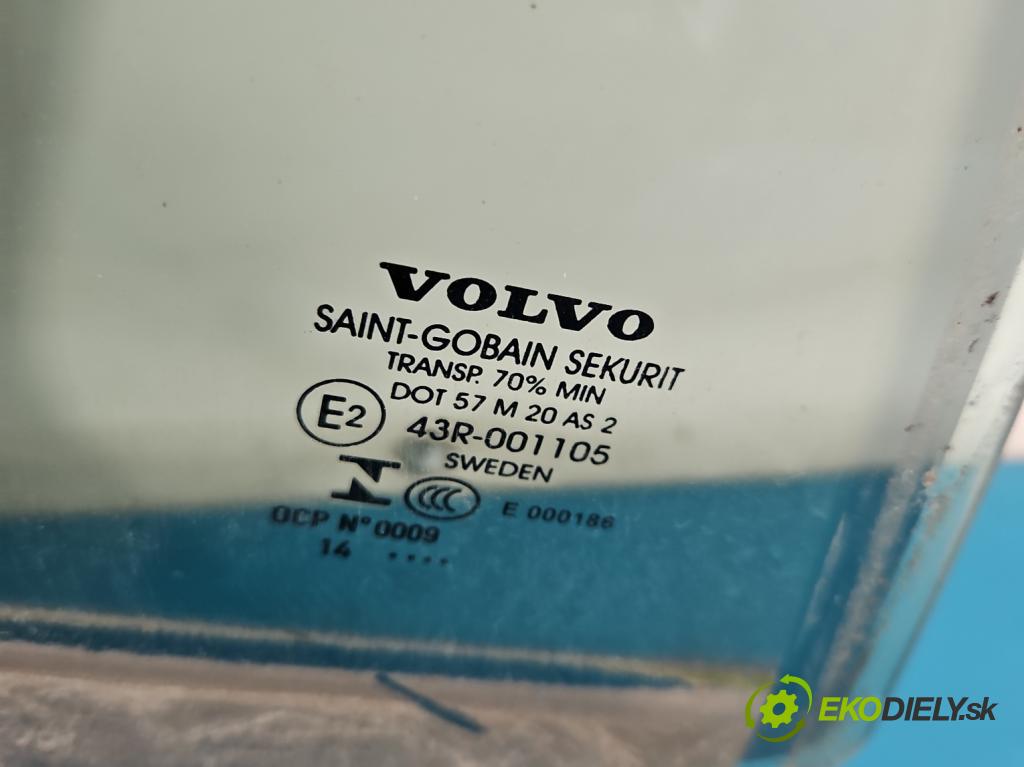 VOLVO
SAINT-GOBAIN SEKURIT
TRANSP. 70% MIN
DOT 57 M 20 AS 2
E2 43R-001105
SWEDEN
CCC E 000186
OCP N° 0009
14 ....
EKODIELY.sk